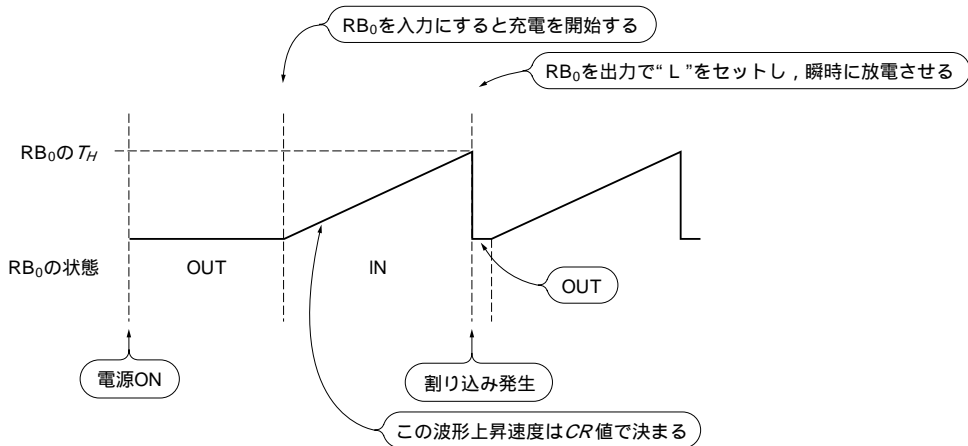 RB₀を入力にすると充電を開始する
RB₀を出力で“ L ”をセットし，瞬時に放電させる
RB₀のTH
RB₀の状態
OUT
IN
OUT
電源ON
割り込み発生
この波形上昇速度はCR値で決まる